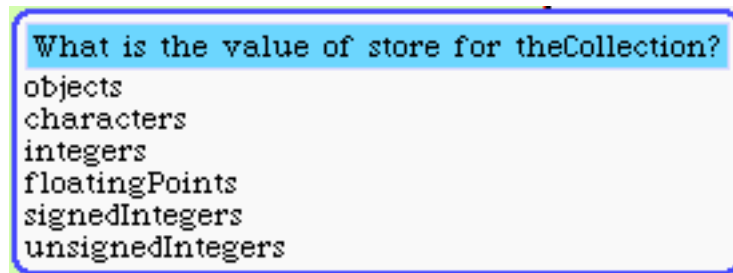 What is the value of store for theCollection?
objects
characters
integers
floatingPoints
signedIntegers
unsignedIntegers